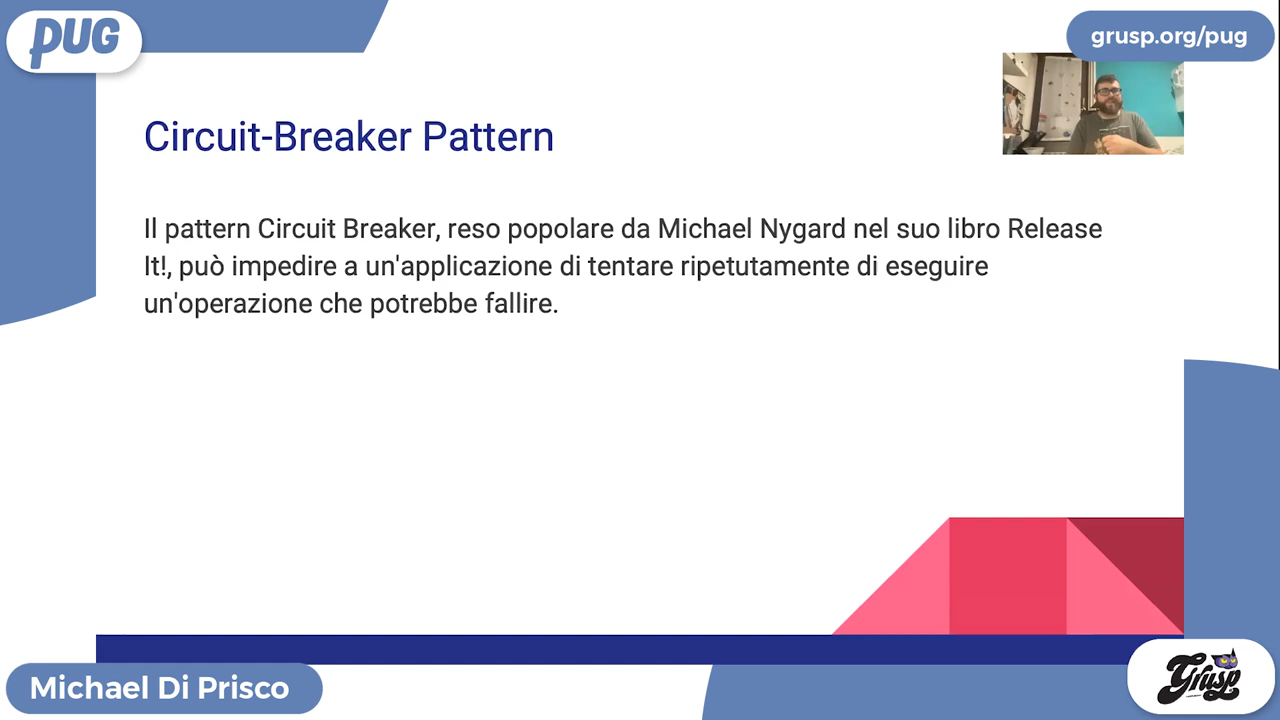 PUG
grusp.org/pug
Circuit-Breaker Pattern
Il pattern Circuit Breaker, reso popolare da Michael Nygard nel suo libro Release
It!, può impedire a un'applicazione di tentare ripetutamente di eseguire
un'operazione che potrebbe fallire.
Michael Di Prisco
Grusp